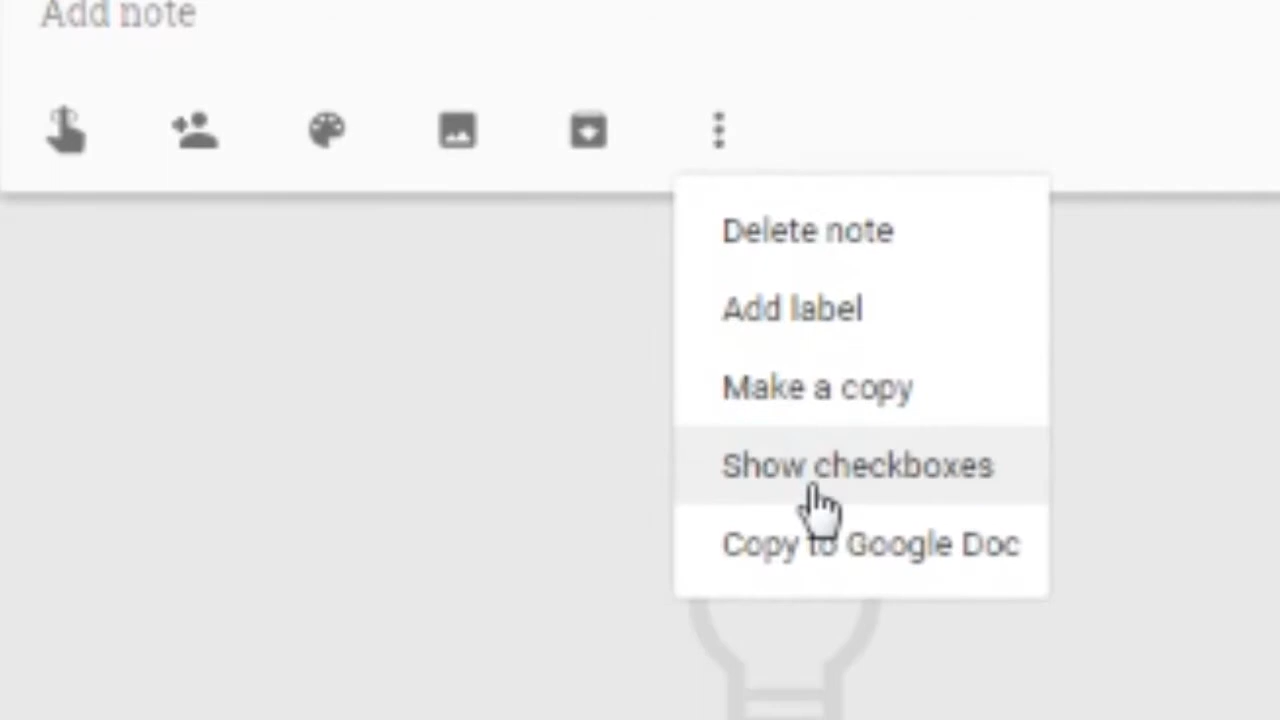 Add note
Delete note
Add label
Make a copy
Show checkboxes
Copy to Google Doc